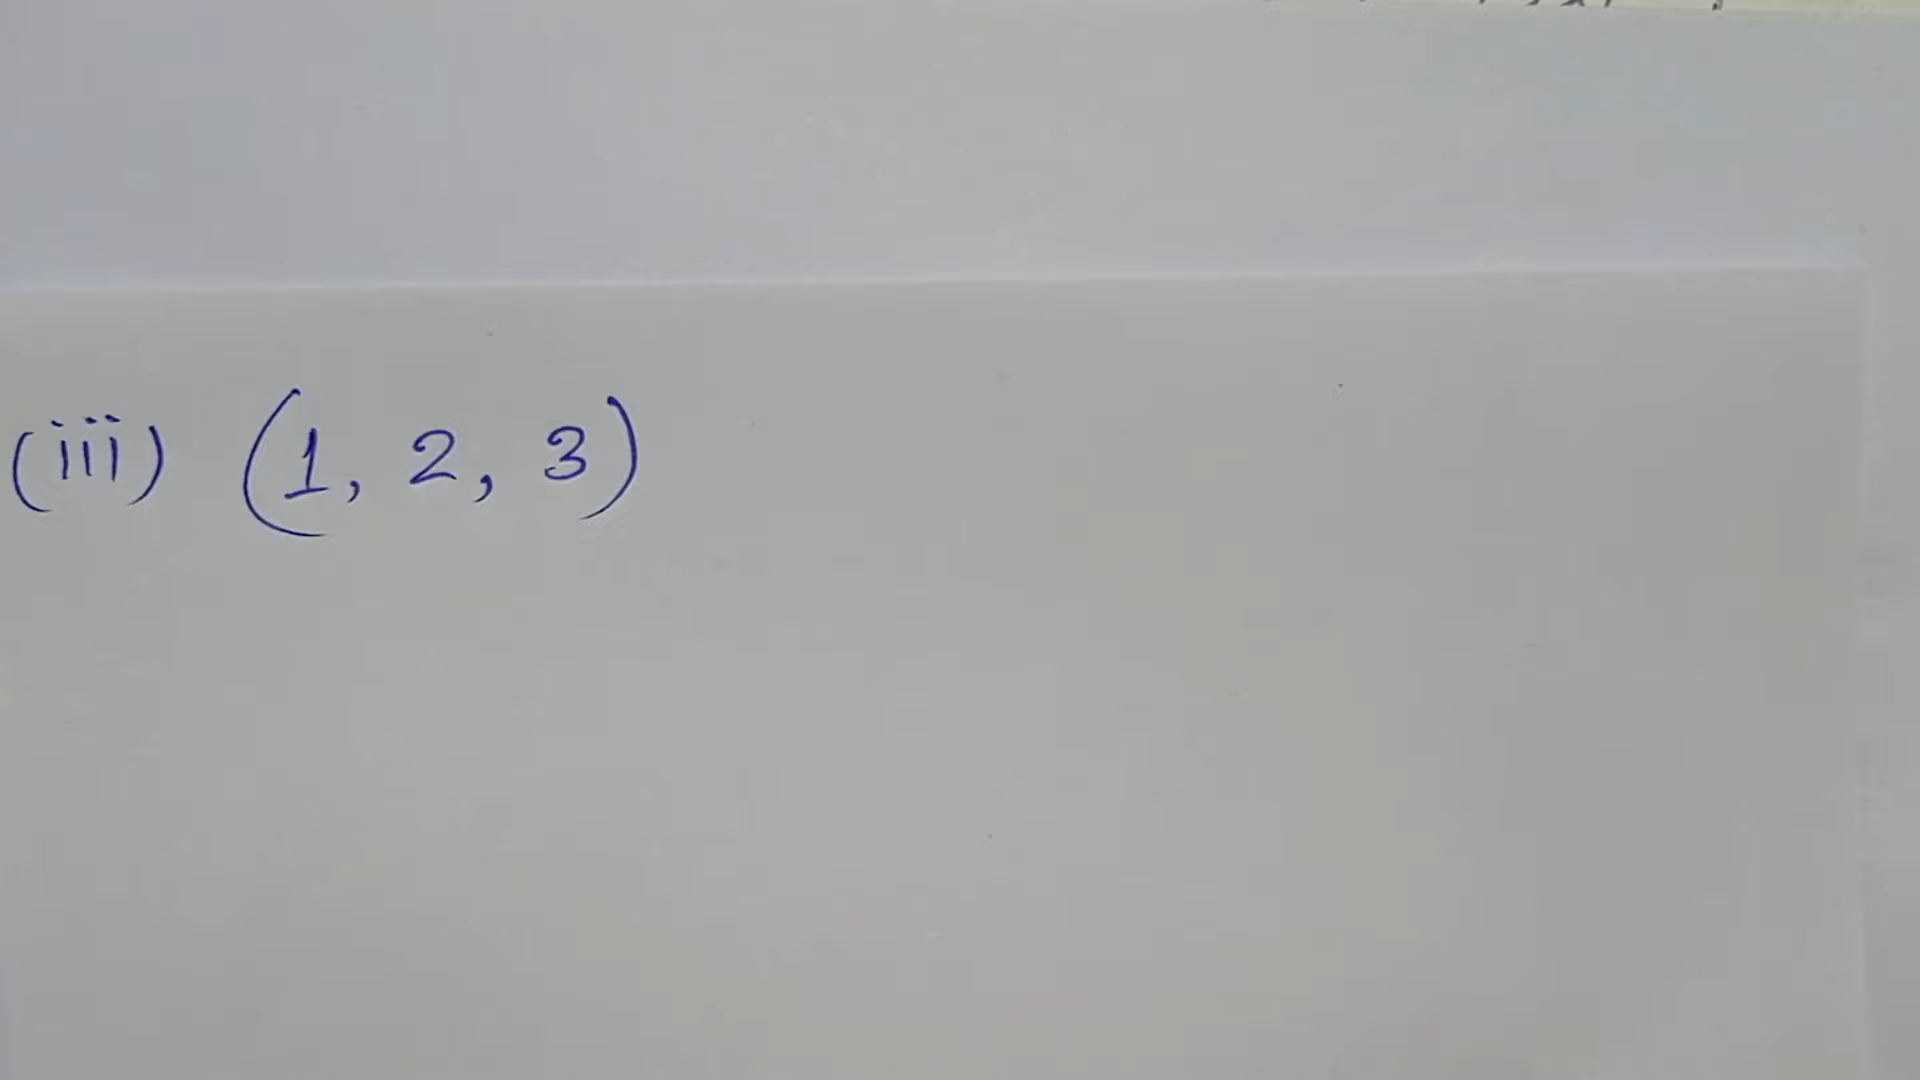 (iii) (1, 2, 3)